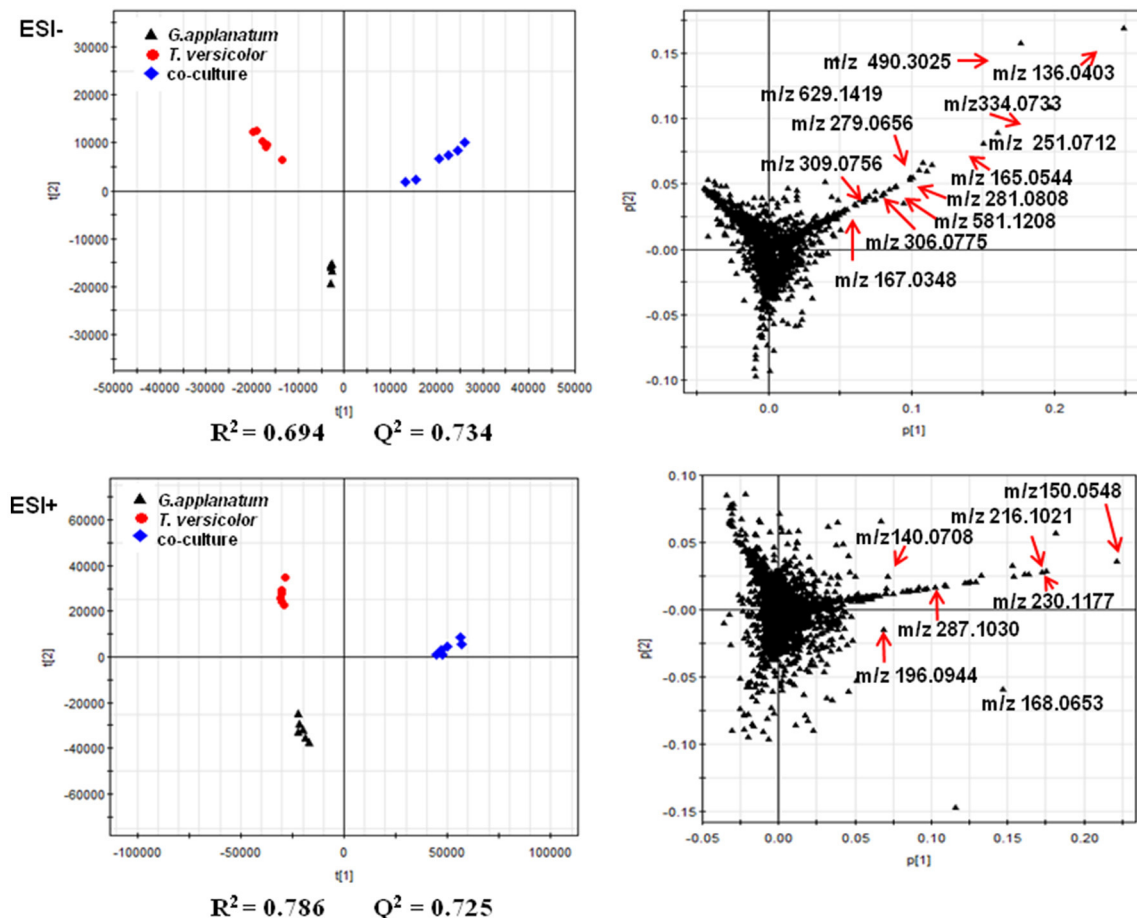 ESI-
G.applanatum
T. versicolor
co-culture
30000
20000
10000
0
-10000
-20000
-30000
t[2]
-50000 -40000 -30000 -20000 -10000 0 10000 20000 30000 40000 50000
t[1]
R² = 0.694 Q² = 0.734
0.15
0.10
0.05
-0.00
-0.05
-0.10
p[2]
m/z 490.3025
m/z 136.0403
m/z 629.1419
m/z334.0733
m/z 279.0656
m/z 251.0712
m/z 309.0756
m/z 165.0544
m/z 281.0808
m/z 581.1208
m/z 306.0775
m/z 167.0348
0.0 0.1 0.2
p[1]
ESI+
G.applanatum
T. versicolor
co-culture
60000
40000
20000
0
-20000
-40000
-60000
t[2]
-100000 -50000 0 50000 100000
t[1]
R² = 0.786 Q² = 0.725
0.10
0.05
-0.00
-0.05
-0.10
-0.15
p[2]
m/z150.0548
m/z 216.1021
m/z140.0708
m/z 230.1177
m/z 287.1030
m/z 196.0944
m/z 168.0653
-0.05 0.00 0.05 0.10 0.15 0.20
p[1]